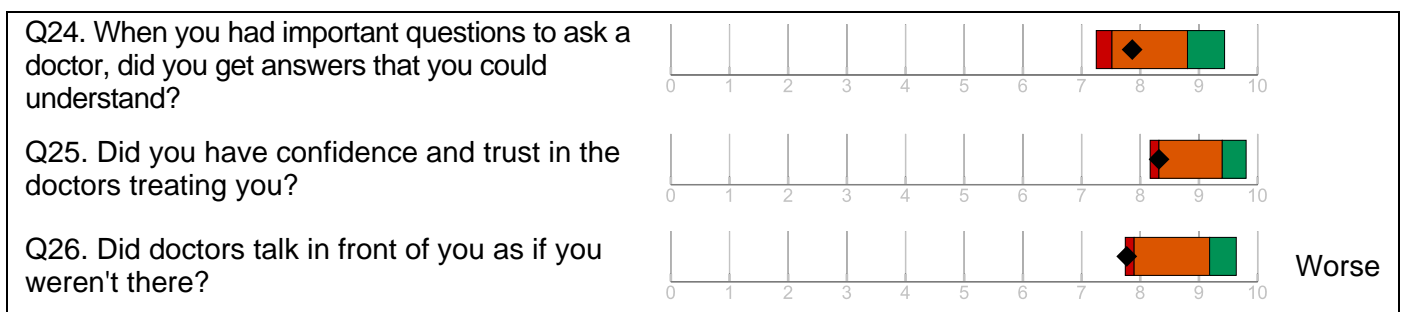 Q24. When you had important questions to ask a
doctor, did you get answers that you could
understand?
0 1 2 3 4 5 6 7 8 9 10
Q25. Did you have confidence and trust in the
doctors treating you?
0 1 2 3 4 5 6 7 8 9 10
Q26. Did doctors talk in front of you as if you
weren't there?
Worse
0 1 2 3 4 5 6 7 8 9 10